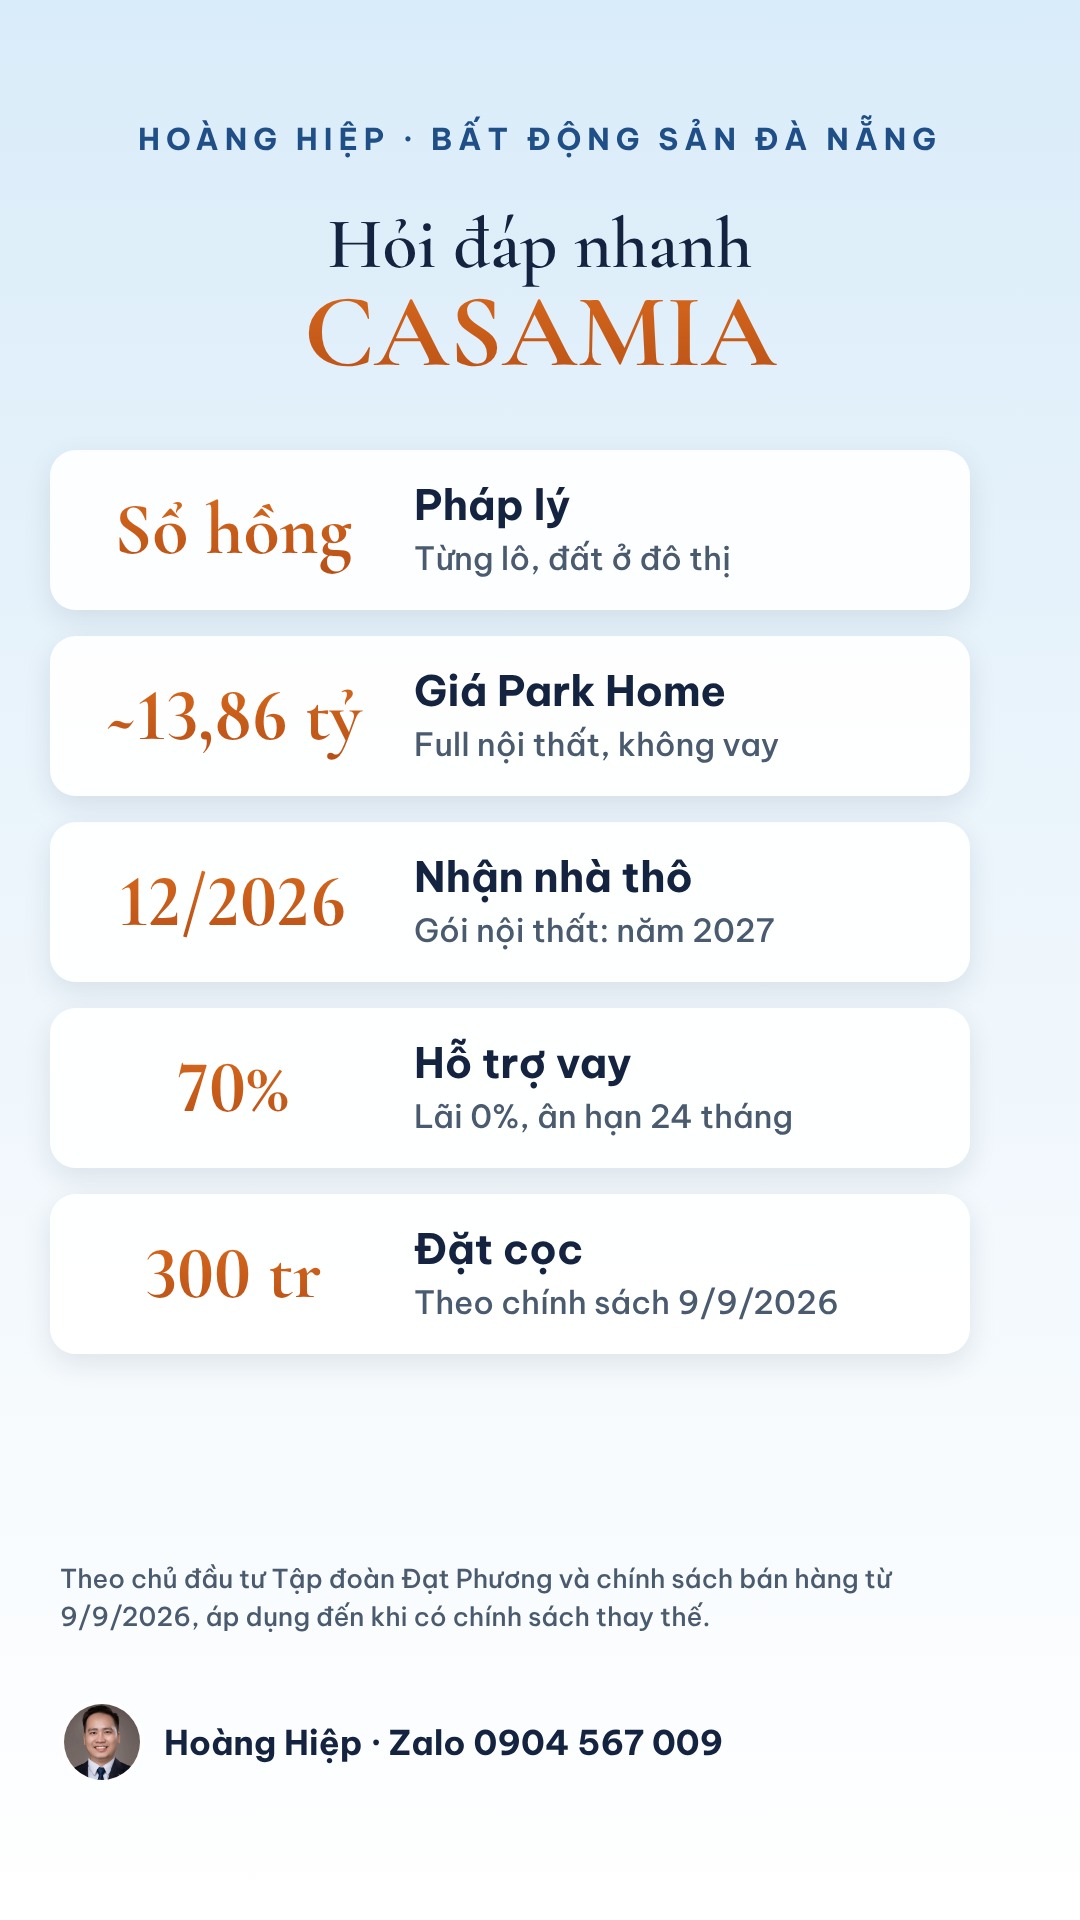 HOÀNG HIỆP · BẤT ĐỘNG SẢN ĐÀ NẴNG
Hỏi đáp nhanh
CASAMIA
Sổ hồng
Pháp lý
Từng lô, đất ở đô thị
~13,86 tỷ
Giá Park Home
Full nội thất, không vay
12/2026
Nhận nhà thô
Gói nội thất: năm 2027
70%
Hỗ trợ vay
Lãi 0%, ân hạn 24 tháng
300 tr
Đặt cọc
Theo chính sách 9/9/2026
Theo chủ đầu tư Tập đoàn Đạt Phương và chính sách bán hàng từ
9/9/2026, áp dụng đến khi có chính sách thay thế.
Hoàng Hiệp · Zalo 0904 567 009